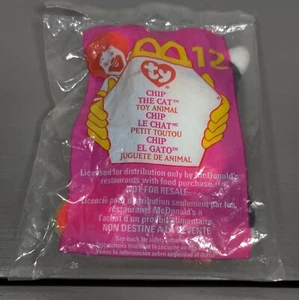 12
ty
CHIP
THE CAT™
TOY ANIMAL
CHIP
LE CHAT™
PETIT TOUTOU
CHIP
EL GATO™
JUGUETE DE ANIMAL
Licensed for distribution only by McDonald's
restaurants with food purchase.
NOT FOR RESALE
Licencié pour distribution seulement par les
restaurants McDonald's à
l'achat d'un produit alimentaire.
NON DESTINÉ À LA REVENTE